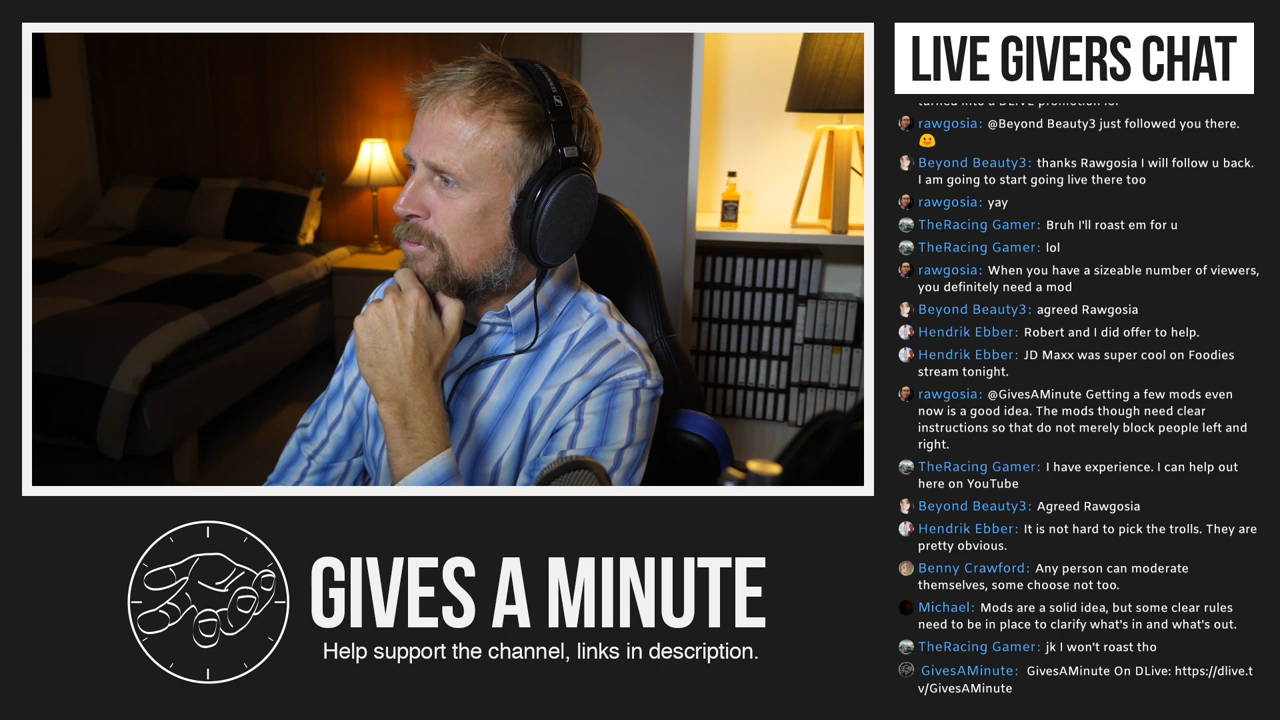 LIVE GIVERS CHAT
turned into a DLIVE promotion lol
rawgosia: @Beyond Beauty3 just followed you there.
Beyond Beauty3: thanks Rawgosia I will follow u back.
I am going to start going live there too
rawgosia: yay
TheRacing Gamer: Bruh I'll roast em for u
TheRacing Gamer: lol
rawgosia: When you have a sizeable number of viewers,
you definitely need a mod
Beyond Beauty3: agreed Rawgosia
Hendrik Ebber: Robert and I did offer to help.
Hendrik Ebber: JD Maxx was super cool on Foodies
stream tonight.
rawgosia: @GivesAMinute Getting a few mods even
now is a good idea. The mods though need clear
instructions so that do not merely block people left and
right.
TheRacing Gamer: I have experience. I can help out
here on YouTube
Beyond Beauty3: Agreed Rawgosia
Hendrik Ebber: It is not hard to pick the trolls. They are
pretty obvious.
Benny Crawford: Any person can moderate
themselves, some choose not too.
Michael: Mods are a solid idea, but some clear rules
need to be in place to clarify what's in and what's out.
TheRacing Gamer: jk I won't roast tho
GivesAMinute: GivesAMinute On DLive: https://dlive.t
v/GivesAMinute
GIVES A MINUTE
Help support the channel, links in description.